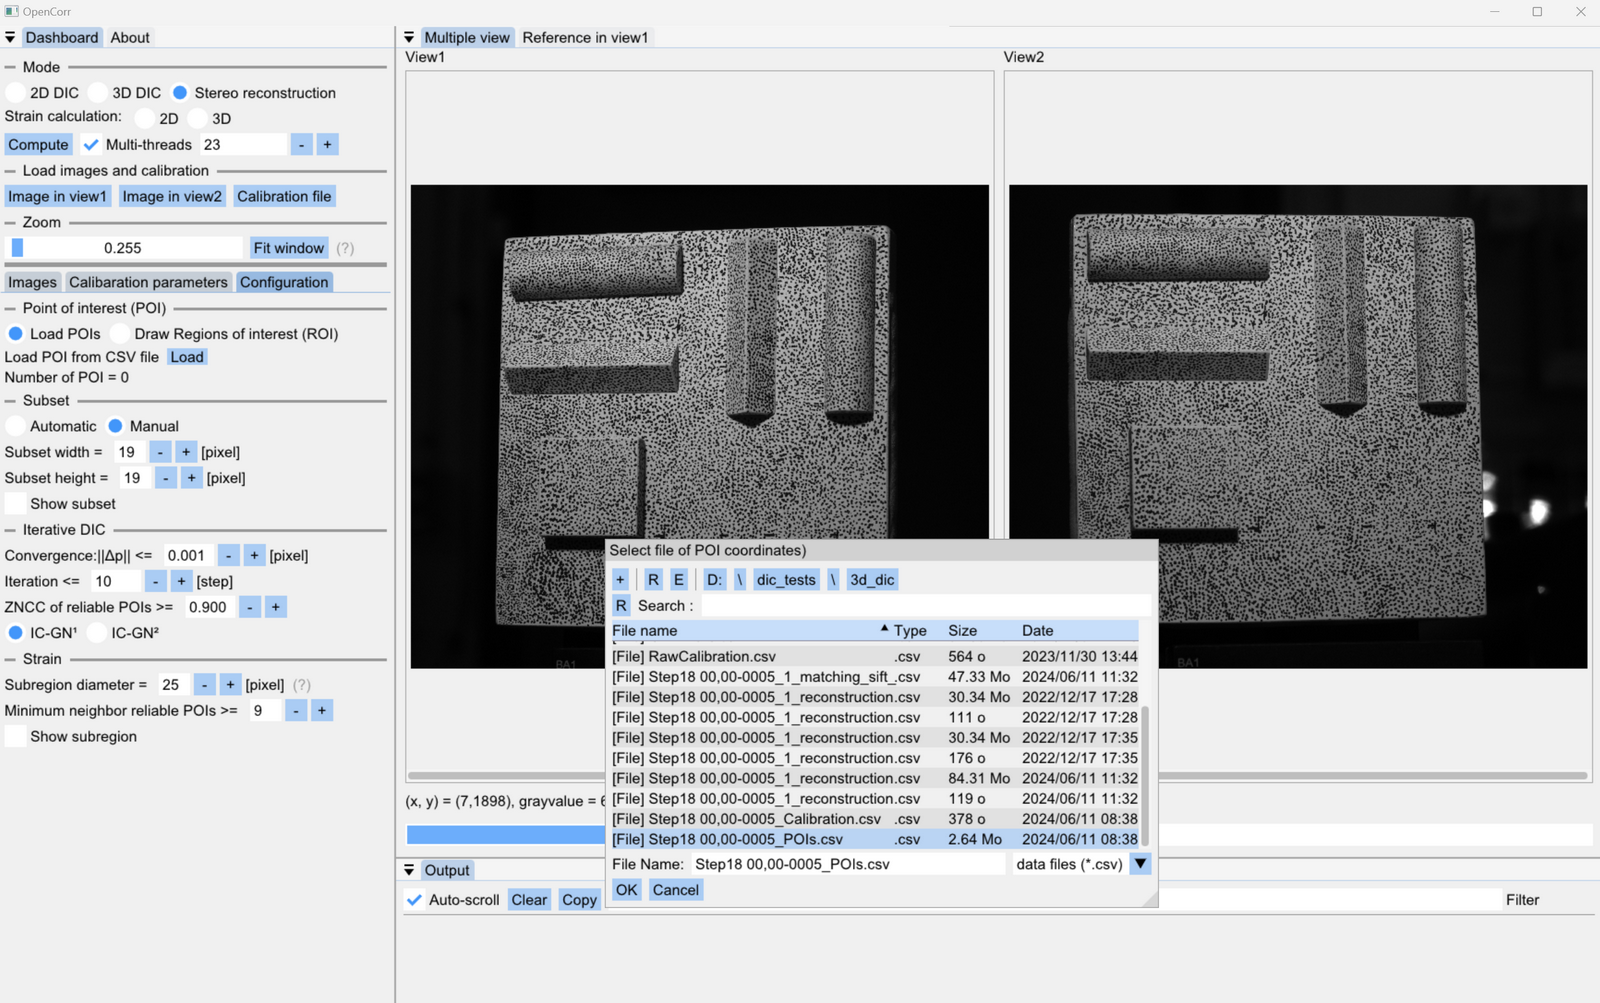 OpenCorr
Dashboard About
Mode
2D DIC 3D DIC Stereo reconstruction
Strain calculation: 2D 3D
Compute Multi-threads 23 - +
Load images and calibration
Image in view1 Image in view2 Calibration file
Zoom
0.255 Fit window (?)
Images Calibaration parameters Configuration
Point of interest (POI)
Load POIs Draw Regions of interest (ROI)
Load POI from CSV file Load
Number of POI = 0
Subset
Automatic Manual
Subset width = 19 - + [pixel]
Subset height = 19 - + [pixel]
Show subset
Iterative DIC
Convergence:||Δp|| <= 0.001 - + [pixel]
Iteration <= 10 - + [step]
ZNCC of reliable POIs >= 0.900 - +
IC-GN¹ IC-GN²
Strain
Subregion diameter = 25 - + [pixel] (?)
Minimum neighbor reliable POIs >= 9 - +
Show subregion
Multiple view Reference in view1
View1 View2
BA1 BA1
(x, y) = (7,1898), grayvalue =
Select file of POI coordinates)
+ R E D: \ dic_tests \ 3d_dic
R Search :
File name Type Size Date
[File] RawCalibration.csv .csv 564 o 2023/11/30 13:44
[File] Step18 00,00-0005_1_matching_sift_.csv 47.33 Mo 2024/06/11 11:32
[File] Step18 00,00-0005_1_reconstruction.csv 30.34 Mo 2022/12/17 17:28
[File] Step18 00,00-0005_1_reconstruction.csv 111 o 2022/12/17 17:28
[File] Step18 00,00-0005_1_reconstruction.csv 30.34 Mo 2022/12/17 17:35
[File] Step18 00,00-0005_1_reconstruction.csv 176 o 2022/12/17 17:35
[File] Step18 00,00-0005_1_reconstruction.csv 84.31 Mo 2024/06/11 11:32
[File] Step18 00,00-0005_1_reconstruction.csv 119 o 2024/06/11 11:32
[File] Step18 00,00-0005_Calibration.csv .csv 378 o 2024/06/11 08:38
[File] Step18 00,00-0005_POIs.csv .csv 2.64 Mo 2024/06/11 08:38
File Name: Step18 00,00-0005_POIs.csv data files (*.csv)
OK Cancel
Output
Auto-scroll Clear Copy Filter